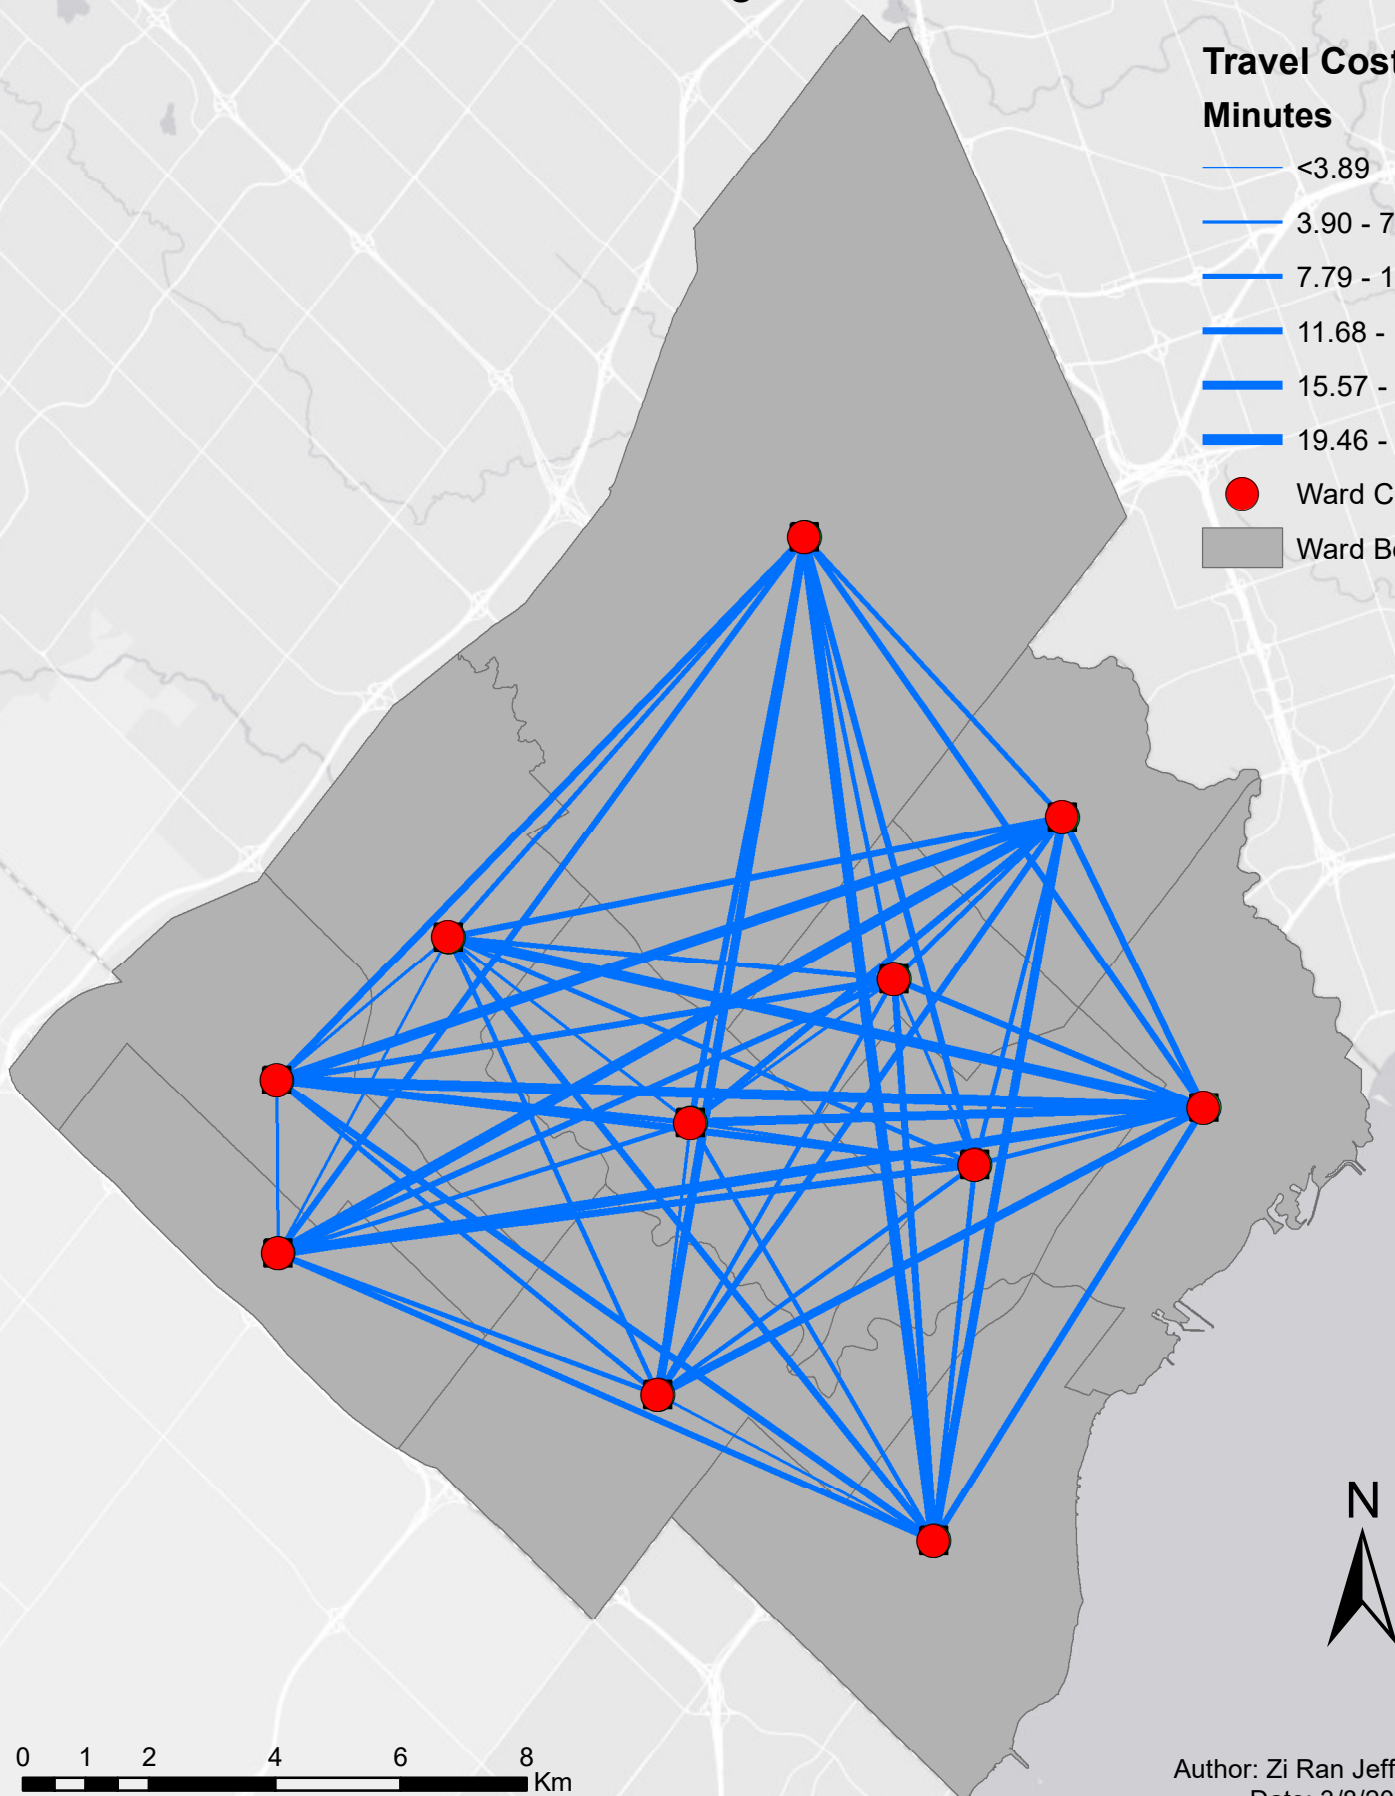 Travel Cost
Minutes
<3.89
3.90 - 7
7.79 - 1
11.68 -
15.57 -
19.46 -
Ward C
Ward B
N
0 1 2 4 6 8
Km
Author: Zi Ran Jeff